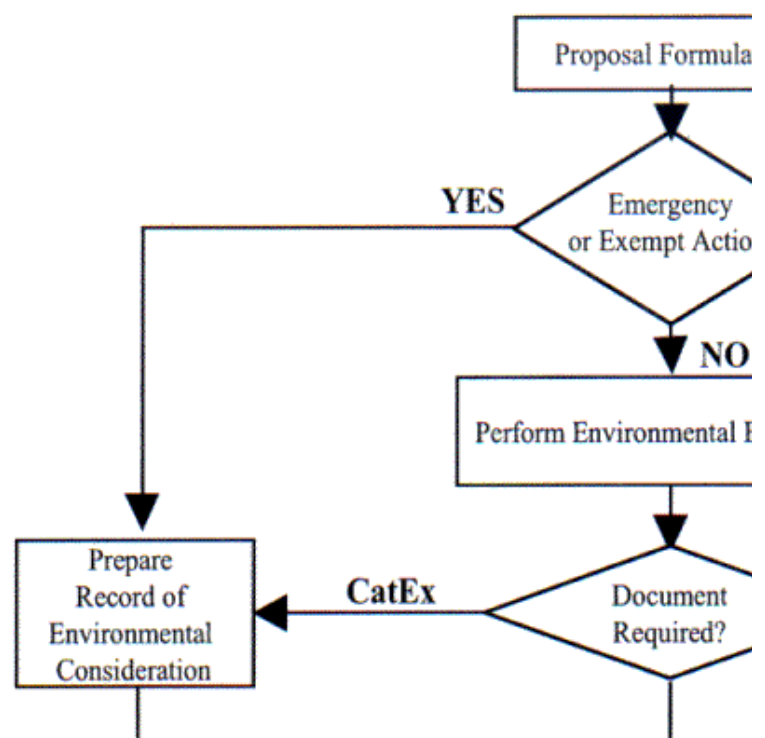 Proposal Formula
YES
Emergency
or Exempt Actio
NO
Perform Environmental
Prepare
Record of
Environmental
Consideration
CatEx
Document
Required?